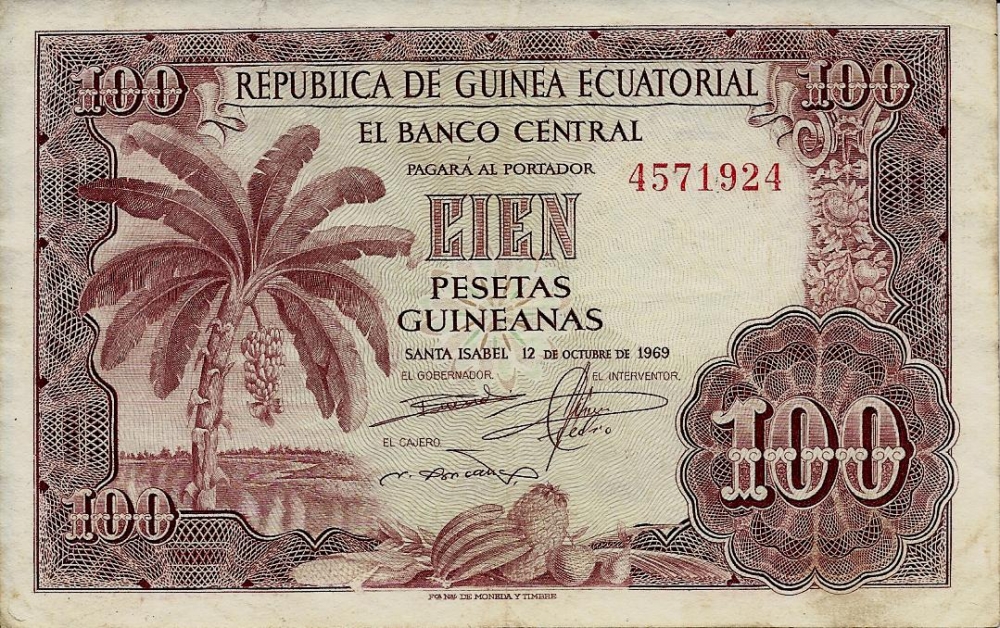 100 REPUBLICA DE GUINEA ECUATORIAL 100
EL BANCO CENTRAL
PAGARÁ AL PORTADOR
4571924
CIEN
PESETAS
GUINEANAS
SANTA ISABEL 12 DE OCTUBRE DE 1969
EL GOBERNADOR. EL INTERVENTOR.
EL CAJERO
100
100
FCA NAL DE MONEDA Y TIMBRE